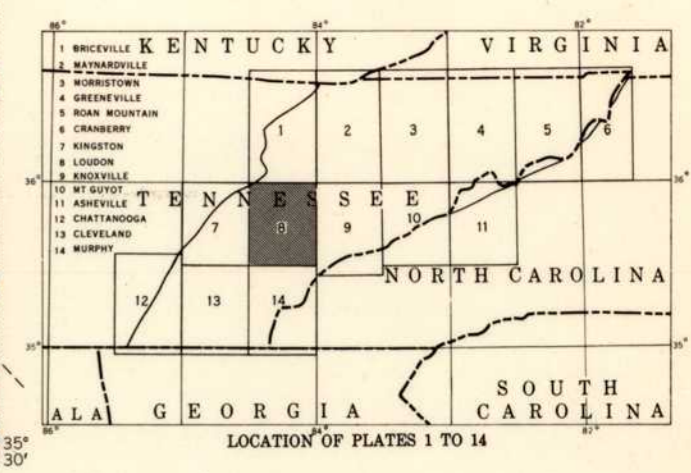 86° 84° 82°
KENTUCKY VIRGINIA
1 BRICEVILLE
2 MAYNARDVILLE
3 MORRISTOWN
4 GREENEVILLE
5 ROAN MOUNTAIN
6 CRANBERRY
7 KINGSTON
8 LOUDON
9 KNOXVILLE
10 MT GUYOT
11 ASHEVILLE
12 CHATTANOOGA
13 CLEVELAND
14 MURPHY
1 2 3 4 5 6
36° 36°
TENNESSEE
7 8 9 10 11
NORTH CAROLINA
12 13 14
35° 35°
ALA GEORGIA
SOUTH
CAROLINA
86° 84° 82°
35°
30′
LOCATION OF PLATES 1 TO 14